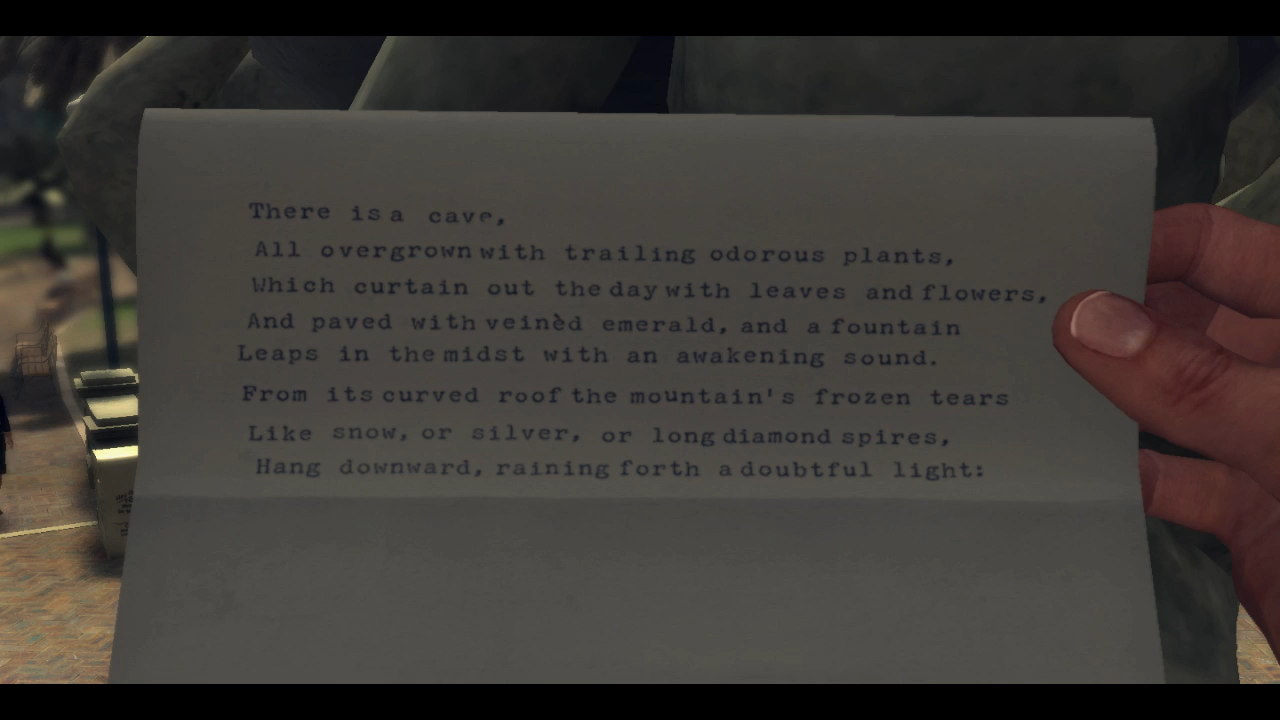 There is a cave,
All overgrown with trailing odorous plants,
Which curtain out the day with leaves and flowers,
And paved with veinèd emerald, and a fountain
Leaps in the midst with an awakening sound.
From its curved roof the mountain's frozen tears
Like snow, or silver, or long diamond spires,
Hang downward, raining forth a doubtful light: